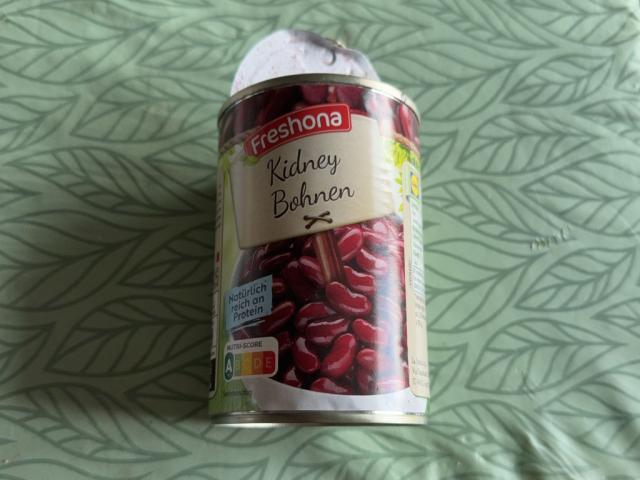 Freshona
Kidney
Bohnen
Natürlich
reich an
Protein
NUTRI-SCORE
A B C D E